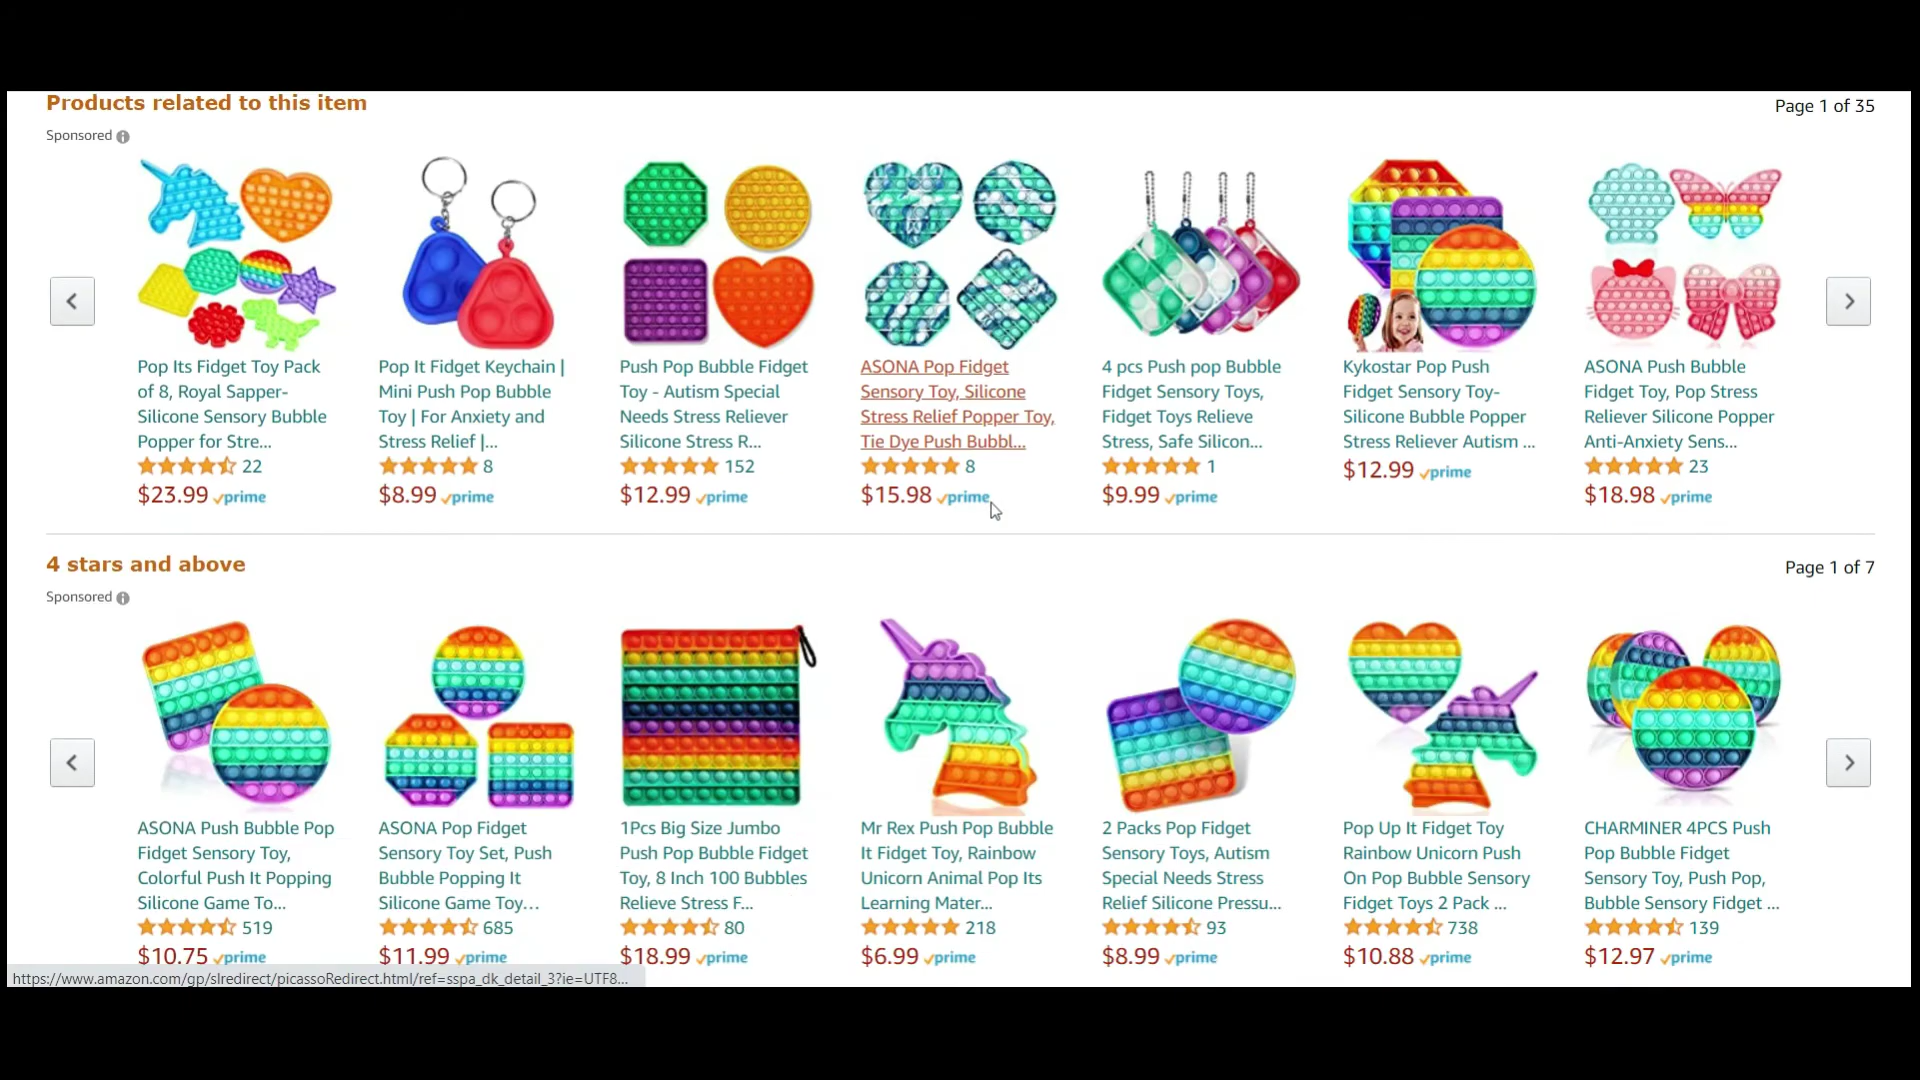 Products related to this item
Page 1 of 35
Sponsored
Pop Its Fidget Toy Pack
of 8, Royal Sapper-
Silicone Sensory Bubble
Popper for Stre...
22
$23.99 prime
Pop It Fidget Keychain |
Mini Push Pop Bubble
Toy | For Anxiety and
Stress Relief |...
8
$8.99 prime
Push Pop Bubble Fidget
Toy - Autism Special
Needs Stress Reliever
Silicone Stress R...
152
$12.99 prime
ASONA Pop Fidget
Sensory Toy, Silicone
Stress Relief Popper Toy,
Tie Dye Push Bubbl...
8
$15.98 prime
4 pcs Push pop Bubble
Fidget Sensory Toys,
Fidget Toys Relieve
Stress, Safe Silicon...
1
$9.99 prime
Kykostar Pop Push
Fidget Sensory Toy-
Silicone Bubble Popper
Stress Reliever Autism ...
$12.99 prime
ASONA Push Bubble
Fidget Toy, Pop Stress
Reliever Silicone Popper
Anti-Anxiety Sens...
23
$18.98 prime
4 stars and above
Page 1 of 7
Sponsored
ASONA Push Bubble Pop
Fidget Sensory Toy,
Colorful Push It Popping
Silicone Game To...
519
$10.75 prime
ASONA Pop Fidget
Sensory Toy Set, Push
Bubble Popping It
Silicone Game Toy...
685
$11.99 prime
1Pcs Big Size Jumbo
Push Pop Bubble Fidget
Toy, 8 Inch 100 Bubbles
Relieve Stress F...
80
$18.99 prime
Mr Rex Push Pop Bubble
It Fidget Toy, Rainbow
Unicorn Animal Pop Its
Learning Mater...
218
$6.99 prime
2 Packs Pop Fidget
Sensory Toys, Autism
Special Needs Stress
Relief Silicone Pressu...
93
$8.99 prime
Pop Up It Fidget Toy
Rainbow Unicorn Push
On Pop Bubble Sensory
Fidget Toys 2 Pack ...
738
$10.88 prime
CHARMINER 4PCS Push
Pop Bubble Fidget
Sensory Toy, Push Pop,
Bubble Sensory Fidget ...
139
$12.97 prime
https://www.amazon.com/gp/slredirect/picassoRedirect.html/ref=sspa_dk_detail_3?ie=UTF8...